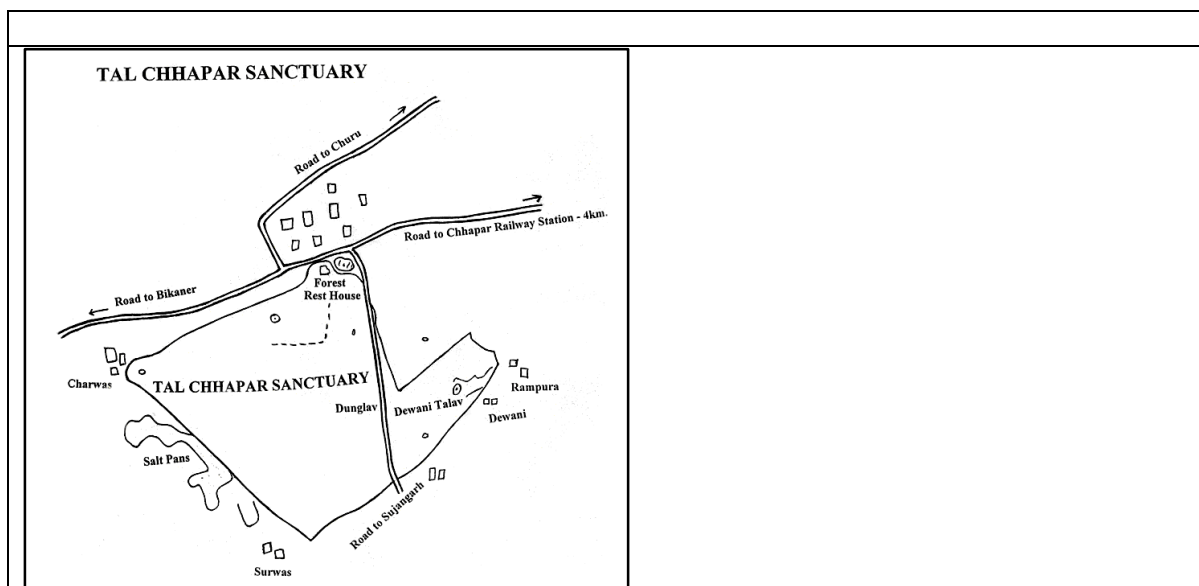 TAL CHHAPAR SANCTUARY
Road to Churu
Road to Chhapar Railway Station - 4km.
Forest
Rest House
Road to Bikaner
Charwas
TAL CHHAPAR SANCTUARY
Rampura
Dunglav
Dewani Talav
Dewani
Salt Pans
Road to Sujangarh
Surwas